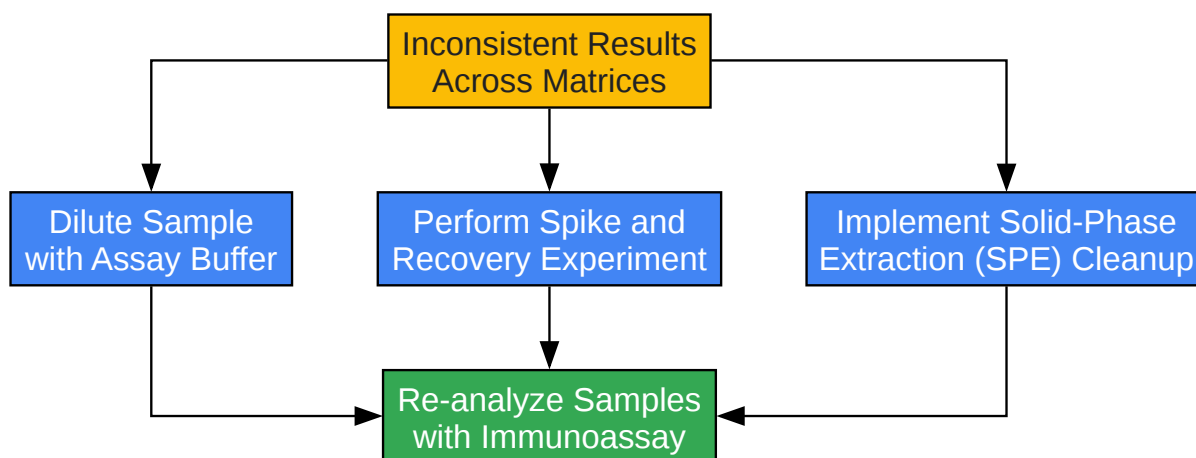 Inconsistent Results
Across Matrices
Dilute Sample
with Assay Buffer
Perform Spike and
Recovery Experiment
Implement Solid-Phase
Extraction (SPE) Cleanup
Re-analyze Samples
with Immunoassay